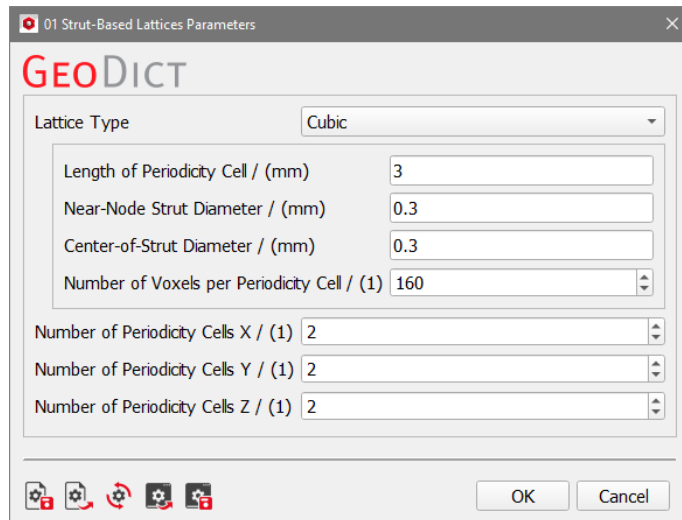 01 Strut-Based Lattices Parameters
GEODICT
Lattice Type Cubic
Length of Periodicity Cell / (mm) 3
Near-Node Strut Diameter / (mm) 0.3
Center-of-Strut Diameter / (mm) 0.3
Number of Voxels per Periodicity Cell / (1) 160
Number of Periodicity Cells X / (1) 2
Number of Periodicity Cells Y / (1) 2
Number of Periodicity Cells Z / (1) 2
OK Cancel